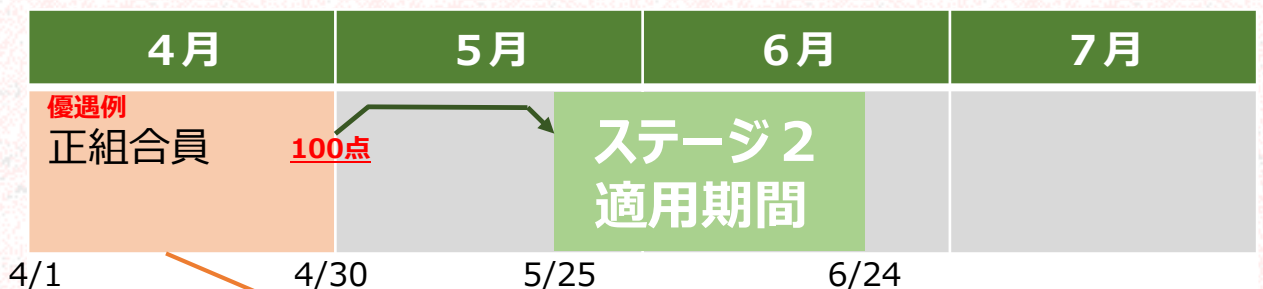 ４月
５月
６月
７月
優遇例
正組合員
100点
ステージ２
適用期間
4/1
4/30
5/25
6/24